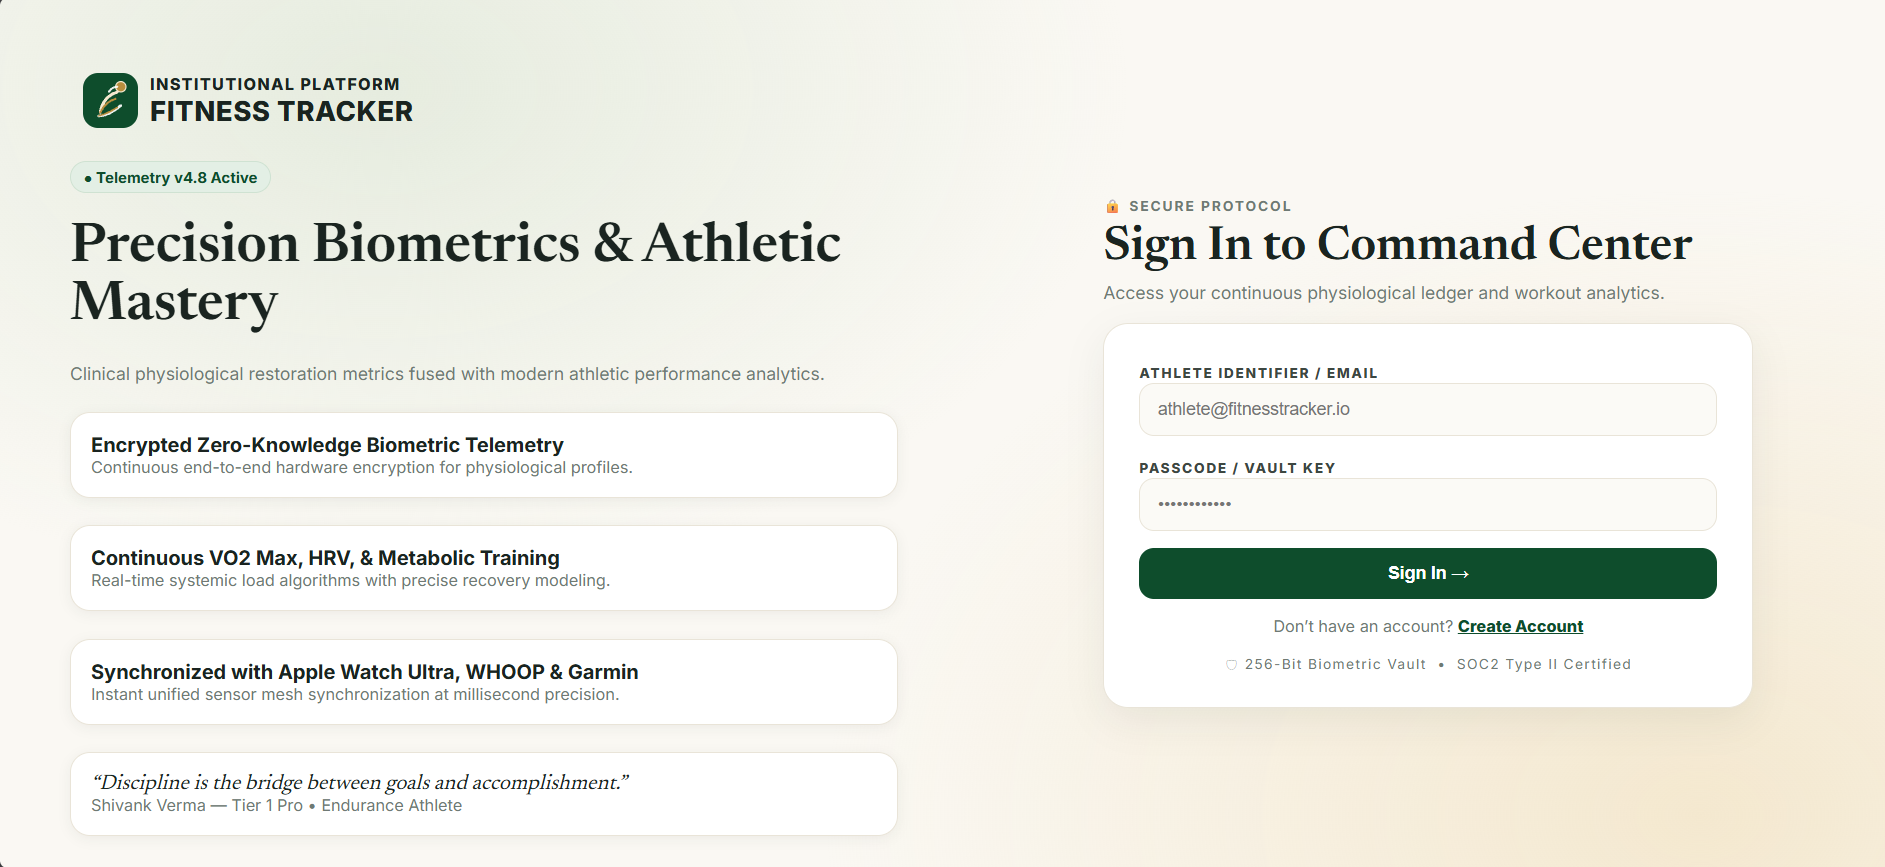 INSTITUTIONAL PLATFORM
FITNESS TRACKER
• Telemetry v4.8 Active
Precision Biometrics & Athletic
Mastery
Clinical physiological restoration metrics fused with modern athletic performance analytics.
Encrypted Zero-Knowledge Biometric Telemetry
Continuous end-to-end hardware encryption for physiological profiles.
Continuous VO2 Max, HRV, & Metabolic Training
Real-time systemic load algorithms with precise recovery modeling.
Synchronized with Apple Watch Ultra, WHOOP & Garmin
Instant unified sensor mesh synchronization at millisecond precision.
“Discipline is the bridge between goals and accomplishment.”
Shivank Verma — Tier 1 Pro • Endurance Athlete
🔒 SECURE PROTOCOL
Sign In to Command Center
Access your continuous physiological ledger and workout analytics.
ATHLETE IDENTIFIER / EMAIL
athlete@fitnesstracker.io
PASSCODE / VAULT KEY
••••••••••••
Sign In →
Don’t have an account? Create Account
🛡 256-Bit Biometric Vault • SOC2 Type II Certified